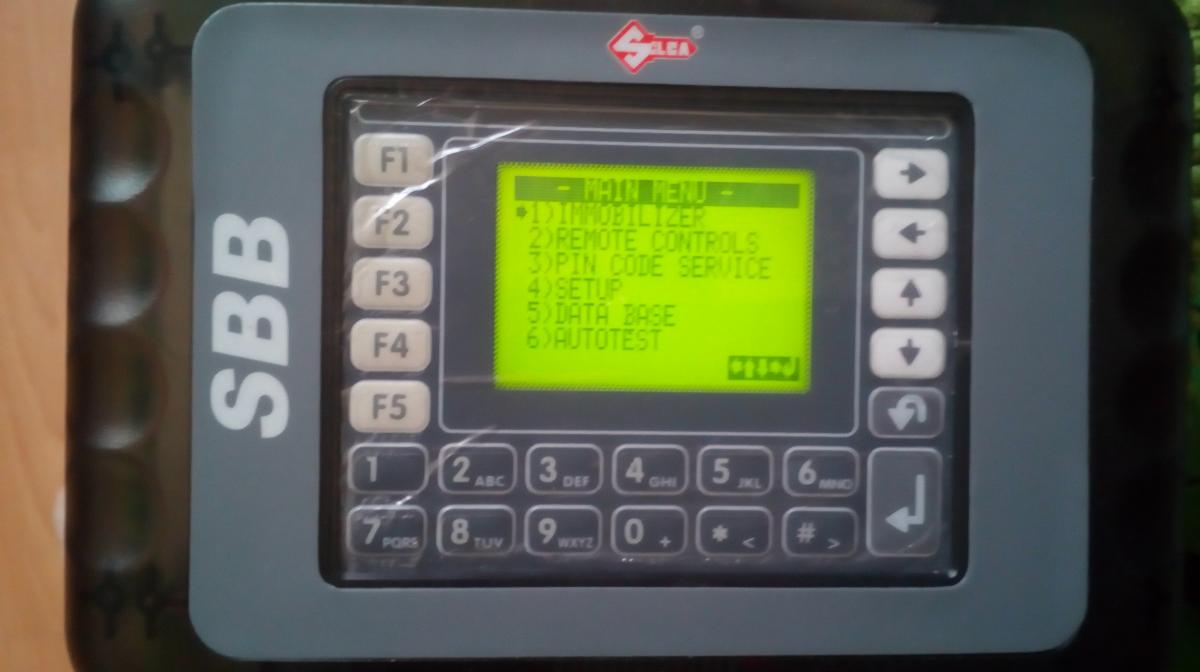 SILCA®
SBB
- MAIN MENU -
1)IMMOBILIZER
2)REMOTE CONTROLS
3)PIN CODE SERVICE
4)SETUP
5)DATA BASE
6)AUTOTEST
F1
F2
F3
F4
F5
1
2 ABC
3 DEF
4 GHI
5 JKL
6 MNO
7 PQRS
8 TUV
9 WXYZ
0 +
* <
# >